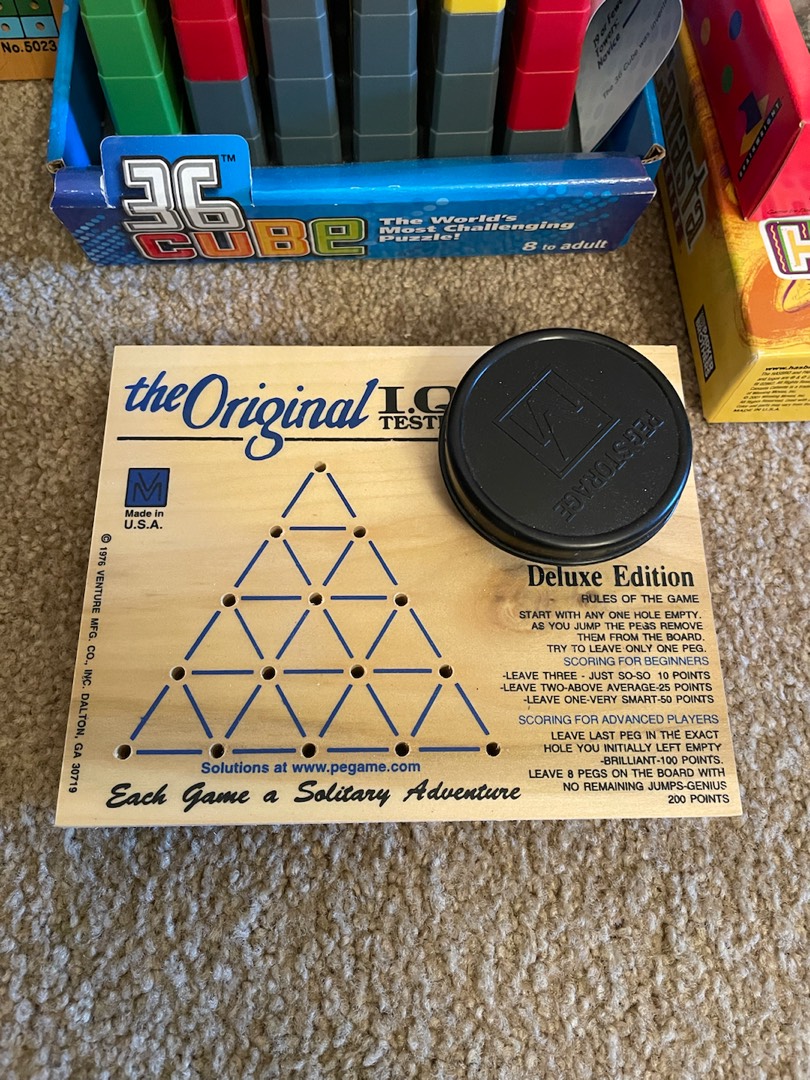 No.5023
36™
CUBE
The World's
Most Challenging
Puzzle!
8 to adult
the Original I.Q
TEST
PEG STORAGE
Made in
U.S.A.
© 1976 VENTURE MFG. CO., INC. DALTON, GA 30719
Deluxe Edition
RULES OF THE GAME
START WITH ANY ONE HOLE EMPTY.
AS YOU JUMP THE PEGS REMOVE
THEM FROM THE BOARD.
TRY TO LEAVE ONLY ONE PEG.
SCORING FOR BEGINNERS
-LEAVE THREE - JUST SO-SO 10 POINTS
-LEAVE TWO-ABOVE AVERAGE-25 POINTS
-LEAVE ONE-VERY SMART-50 POINTS
SCORING FOR ADVANCED PLAYERS
LEAVE LAST PEG IN THE EXACT
HOLE YOU INITIALLY LEFT EMPTY
-BRILLIANT-100 POINTS.
LEAVE 8 PEGS ON THE BOARD WITH
NO REMAINING JUMPS-GENIUS
200 POINTS
Solutions at www.pegame.com
Each Game a Solitary Adventure
MADE IN U.S.A.